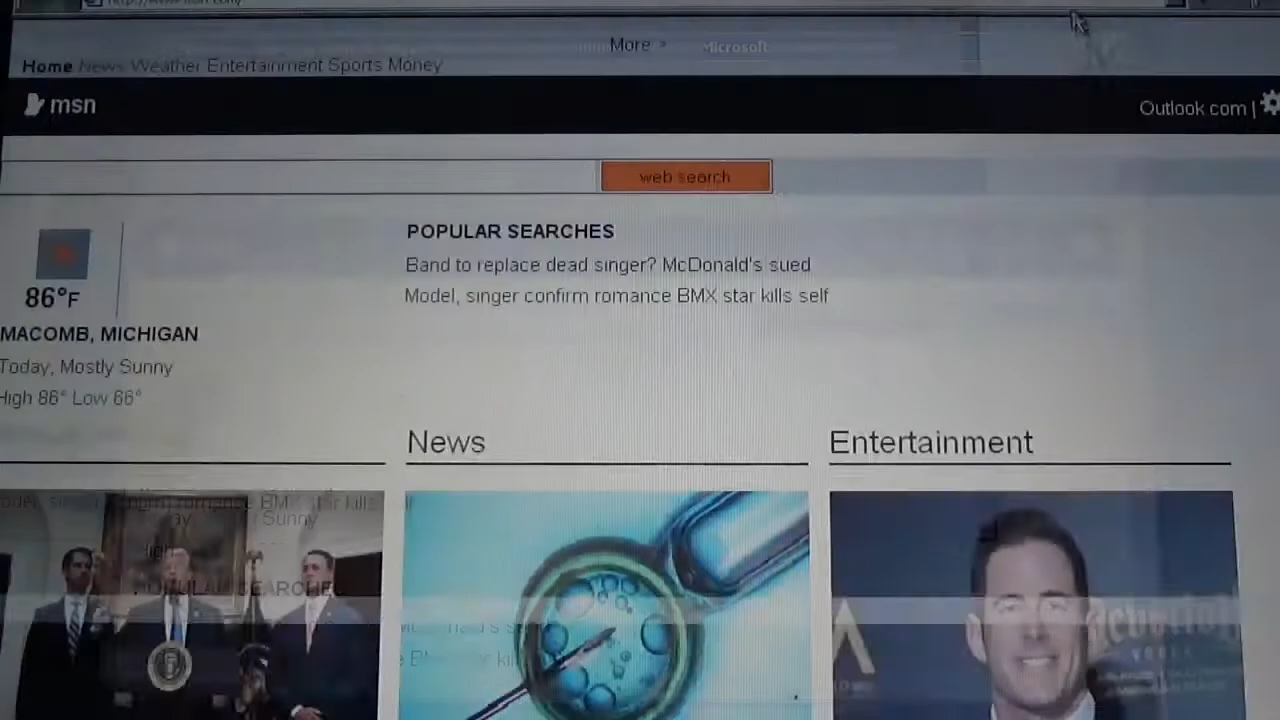 More >
Microsoft
Home News Weather Entertainment Sports Money
msn
Outlook.com |
web search
POPULAR SEARCHES
Band to replace dead singer? McDonald's sued
Model, singer confirm romance BMX star kills self
86°F
MACOMB, MICHIGAN
Today, Mostly Sunny
High 86° Low 66°
News
Entertainment